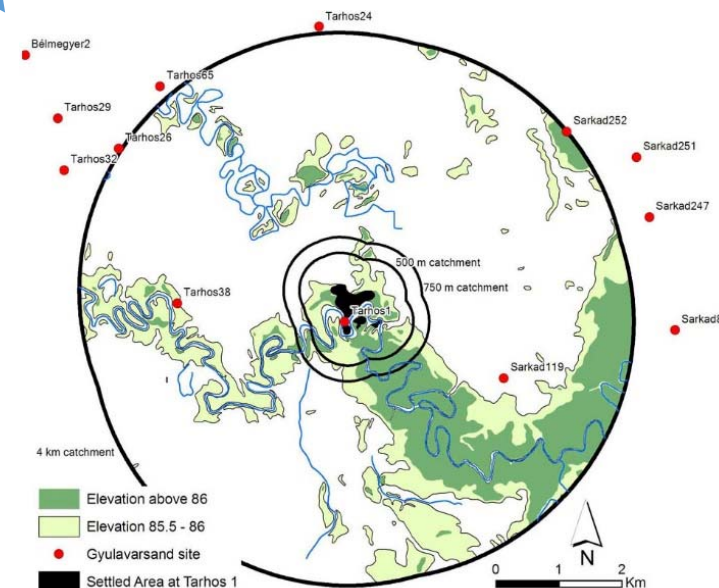 Tarhos24
Bélmegyer2
Tarhos65
Tarhos29
Sarkad252
Tarhos26
Sarkad251
Tarhos32
Sarkad247
500 m catchment
750 m catchment
Tarhos38
Tarhos1
Sarkad8
Sarkad119
4 km catchment
Elevation above 86
Elevation 85.5 - 86
Gyulavarsand site
Settled Area at Tarhos 1
N
0 1 2
Km